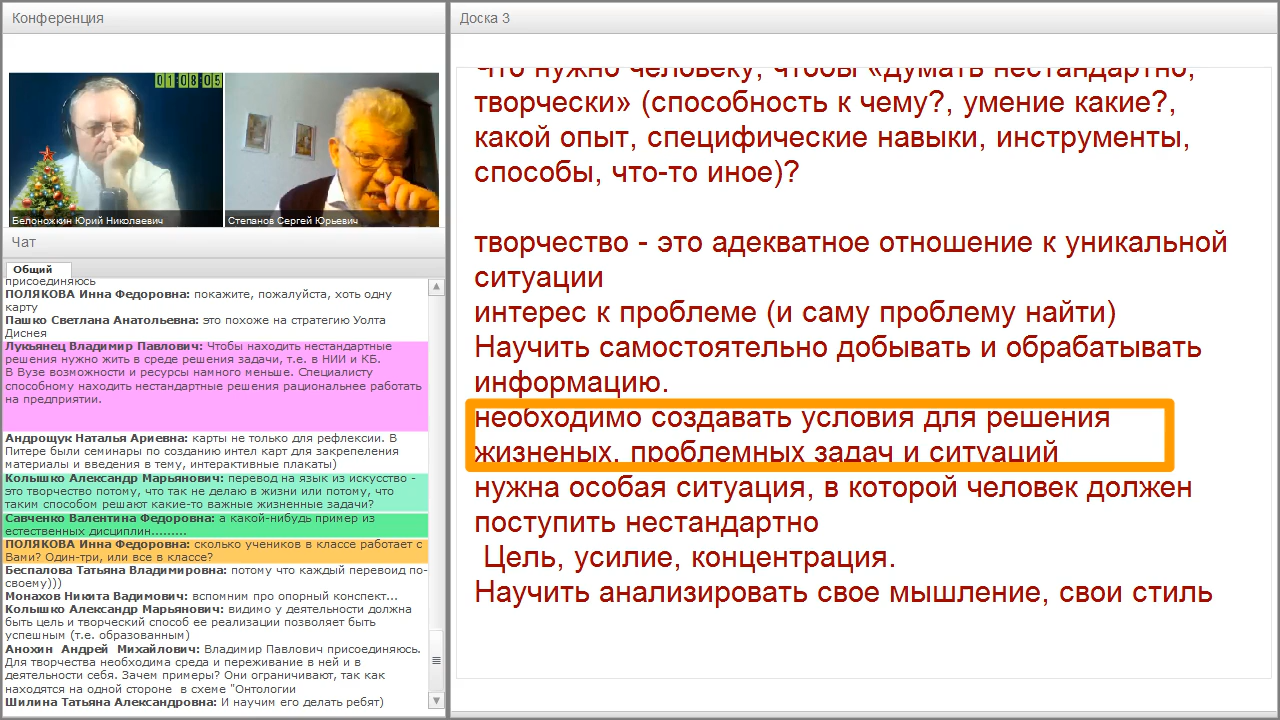 Конференция
01:08:05
Белоножкин Юрий Николаевич
Степанов Сергей Юрьевич
Чат
Общий
присоединяюсь
ПОЛЯКОВА Инна Федоровна: покажите, пожалуйста, хоть одну
карту
Пашко Светлана Анатольевна: это похоже на стратегию Уолта
Диснея
Лукьянец Владимир Павлович: Чтобы находить нестандартные
решения нужно жить в среде решения задачи, т.е. в НИИ и КБ.
В Вузе возможности и ресурсы намного меньше. Специалисту
способному находить нестандартные решения рациональнее работать
на предприятии.
Андрощук Наталья Ариевна: карты не только для рефлексии. В
Питере были семинары по созданию интел карт для закрепеления
материалы и введения в тему, интерактивные плакаты)
Колышко Александр Марьянович: перевод на язык из искусство -
это творчество потому, что так не делаю в жизни или потому, что
таким способом решают какие-то важные жизненные задачи?
Савченко Валентина Федоровна: а какой-нибудь пример из
естественных дисциплин.........
ПОЛЯКОВА Инна Федоровна: сколько учеников в классе работает с
Вами? Один-три, или все в классе?
Беспалова Татьяна Владимировна: потому что каждый перевоид по-
своему)))
Монахов Никита Вадимович: вспомним про опорный конспект...
Колышко Александр Марьянович: видимо у деятельности должна
быть цель и творческий способ ее реализации позволяет быть
успешным (т.е. образованным)
Анохин Андрей Михайлович: Владимир Павлович присоединяюсь.
Для творчества необходима среда и переживание в ней и в
деятельности себя. Зачем примеры? Они ограничивают, так как
находятся на одной стороне в схеме "Онтологии
Шилина Татьяна Александровна: И научим его делать ребят)
Доска 3
Что нужно человеку, чтобы «думать нестандартно,
творчески» (способность к чему?, умение какие?,
какой опыт, специфические навыки, инструменты,
способы, что-то иное)?
творчество - это адекватное отношение к уникальной
ситуации
интерес к проблеме (и саму проблему найти)
Научить самостоятельно добывать и обрабатывать
информацию.
необходимо создавать условия для решения
жизненых, проблемных задач и ситуаций
нужна особая ситуация, в которой человек должен
поступить нестандартно
Цель, усилие, концентрация.
Научить анализировать свое мышление, свои стиль